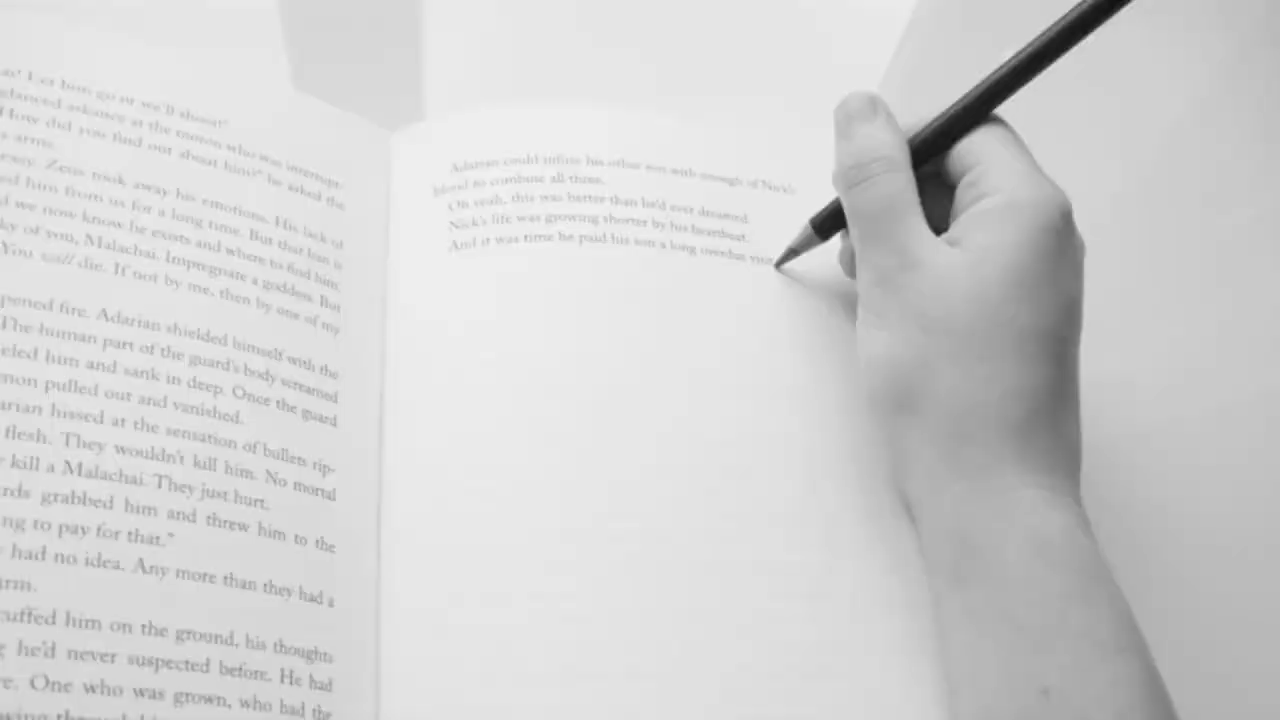 him go or we'll shoot!"
glanced askance at the moron who was interrupt-
How did you find out about him?" he asked the
arms.
Zeus took away his emotions. His lack of
ed him from us for a long time. But that ban is
d we now know he exists and where to find him.
ky of you, Malachai. Impregnate a goddess. But
You will die. If not by me, then by one of my
pened fire. Adarian shielded himself with the
The human part of the guard's body screamed
eled him and sank in deep. Once the guard
mon pulled out and vanished.
arian hissed at the sensation of bullets rip-
flesh. They wouldn't kill him. No mortal
kill a Malachai. They just hurt.
rds grabbed him and threw him to the
ng to pay for that."
had no idea. Any more than they had a
arm.
cuffed him on the ground, his thoughts
g he'd never suspected before. He had
e. One who was grown, who had the
Adarian could infuse his other son with enough of Nick's
blood to combine all three.
Oh yeah, this was better than he'd ever dreamed.
Nick's life was growing shorter by his heartbeat.
And it was time he paid his son a long overdue visit